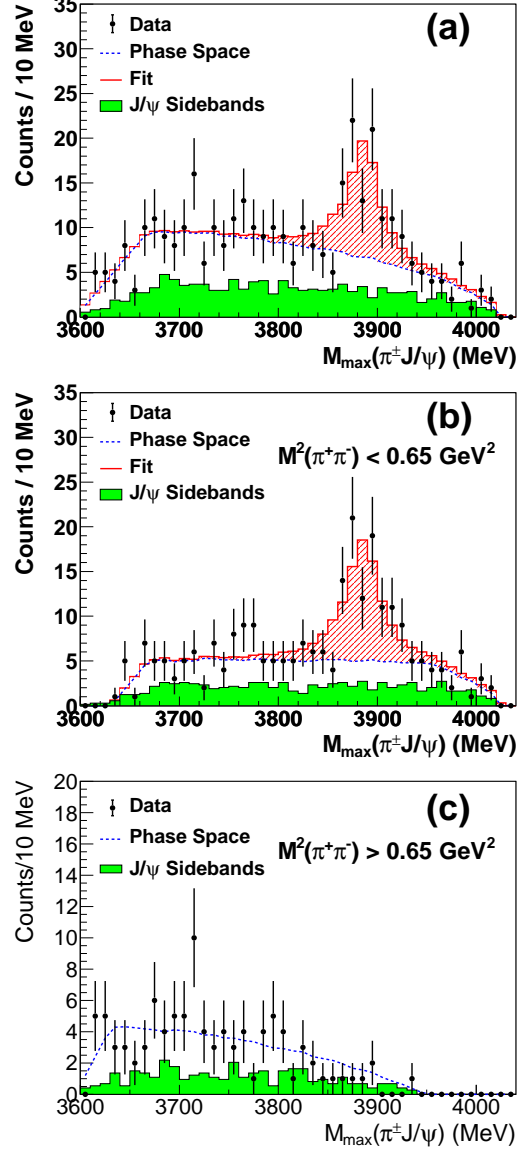 Counts / 10 MeV
35
30
25
20
15
10
5
0
(a)
Data
Phase Space
Fit
J/ψ Sidebands
3600 3700 3800 3900 4000
M_max(π±J/ψ) (MeV)
Counts / 10 MeV
35
30
25
20
15
10
5
0
(b)
Data
Phase Space
Fit
J/ψ Sidebands
M²(π⁺π⁻) < 0.65 GeV²
3600 3700 3800 3900 4000
M_max(π±J/ψ) (MeV)
Counts/10 MeV
20
18
16
14
12
10
8
6
4
2
0
(c)
Data
Phase Space
J/ψ Sidebands
M²(π⁺π⁻) > 0.65 GeV²
3600 3700 3800 3900 4000
M_max(π±J/ψ) (MeV)